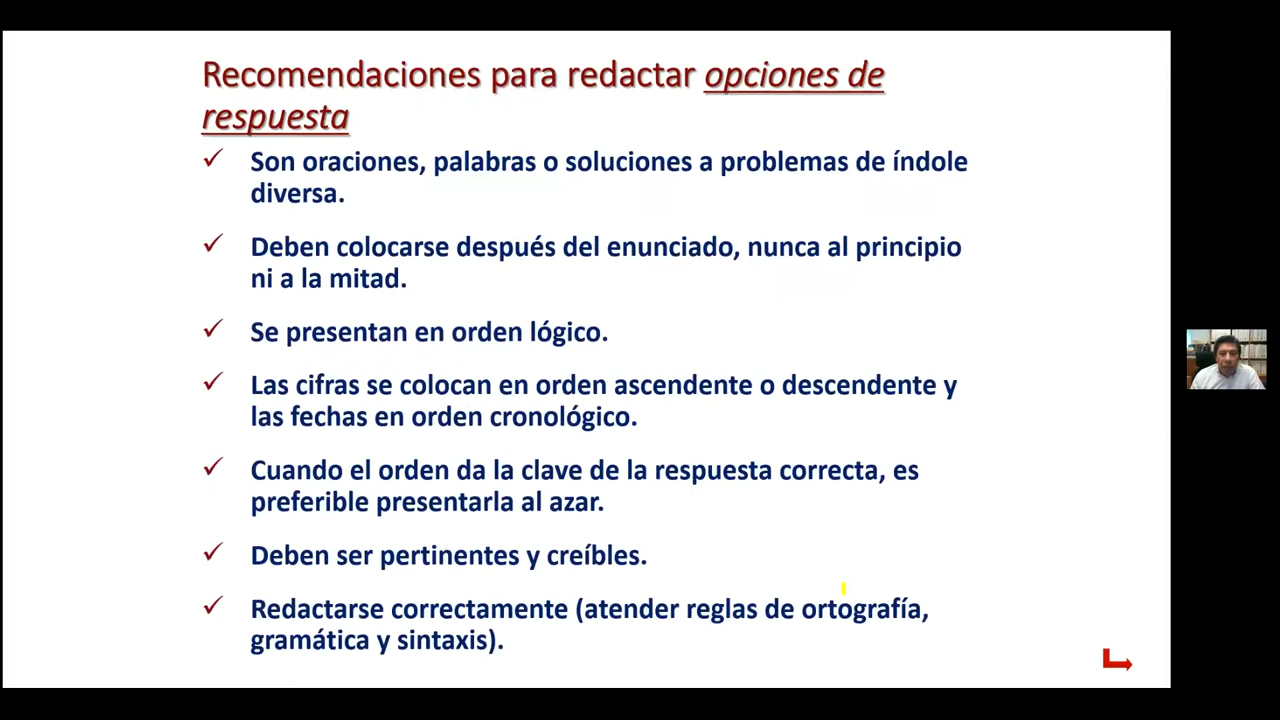 Recomendaciones para redactar opciones de
respuesta
Son oraciones, palabras o soluciones a problemas de índole
diversa.
Deben colocarse después del enunciado, nunca al principio
ni a la mitad.
Se presentan en orden lógico.
Las cifras se colocan en orden ascendente o descendente y
las fechas en orden cronológico.
Cuando el orden da la clave de la respuesta correcta, es
preferible presentarla al azar.
Deben ser pertinentes y creíbles.
Redactarse correctamente (atender reglas de ortografía,
gramática y sintaxis).